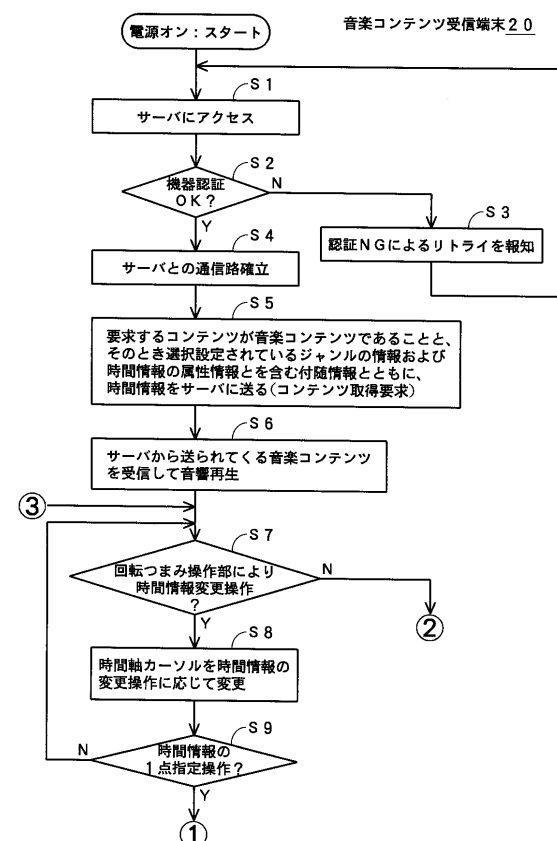 電源オン：スタート
音楽コンテンツ受信端末２０
Ｓ１
サーバにアクセス
Ｓ２
機器認証
ＯＫ？
Ｎ
Ｙ
Ｓ３
認証ＮＧによるリトライを報知
Ｓ４
サーバとの通信路確立
Ｓ５
要求するコンテンツが音楽コンテンツであることと、
そのとき選択設定されているジャンルの情報および
時間情報の属性情報とを含む付随情報とともに、
時間情報をサーバに送る（コンテンツ取得要求）
Ｓ６
サーバから送られてくる音楽コンテンツ
を受信して音響再生
③
Ｓ７
回転つまみ操作部により
時間情報変更操作
？
Ｎ
Ｙ
②
Ｓ８
時間軸カーソルを時間情報の
変更操作に応じて変更
Ｓ９
時間情報の
１点指定操作？
Ｎ
Ｙ
①